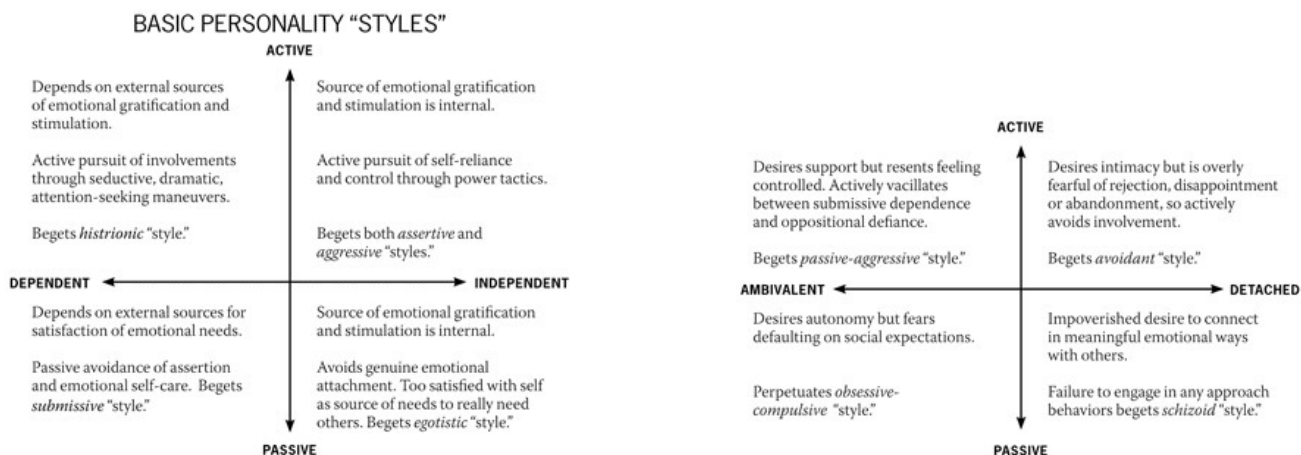 BASIC PERSONALITY “STYLES”
ACTIVE
Depends on external sources
of emotional gratification and
stimulation.
Active pursuit of involvements
through seductive, dramatic,
attention-seeking maneuvers.
Begets histrionic “style.”
Source of emotional gratification
and stimulation is internal.
Active pursuit of self-reliance
and control through power tactics.
Begets both assertive and
aggressive “styles.”
DEPENDENT
INDEPENDENT
Depends on external sources for
satisfaction of emotional needs.
Passive avoidance of assertion
and emotional self-care. Begets
submissive “style.”
Source of emotional gratification
and stimulation is internal.
Avoids genuine emotional
attachment. Too satisfied with self
as source of needs to really need
others. Begets egotistic “style.”
PASSIVE
ACTIVE
Desires support but resents feeling
controlled. Actively vacillates
between submissive dependence
and oppositional defiance.
Begets passive-aggressive “style.”
Desires intimacy but is overly
fearful of rejection, disappointment
or abandonment, so actively
avoids involvement.
Begets avoidant “style.”
AMBIVALENT
DETACHED
Desires autonomy but fears
defaulting on social expectations.
Perpetuates obsessive-
compulsive “style.”
Impoverished desire to connect
in meaningful emotional ways
with others.
Failure to engage in any approach
behaviors begets schizoid “style.”
PASSIVE